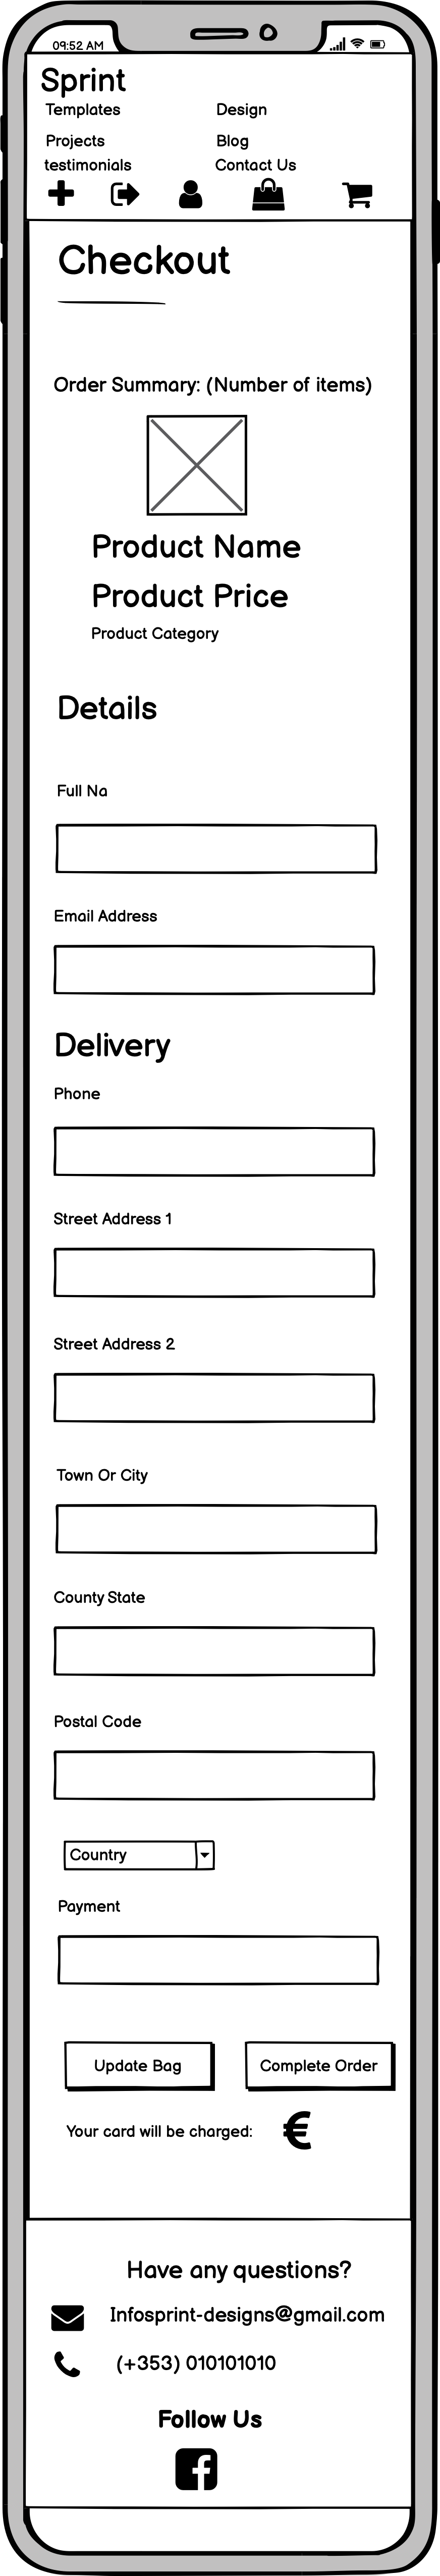 09:52 AM
Sprint
Templates Design
Projects Blog
testimonials Contact Us
Checkout
Order Summary: (Number of items)
Product Name
Product Price
Product Category
Details
Full Na
Email Address
Delivery
Phone
Street Address 1
Street Address 2
Town Or City
County State
Postal Code
Country
Payment
Update Bag Complete Order
Your card will be charged: €
Have any questions?
Infosprint-designs@gmail.com
(+353) 010101010
Follow Us